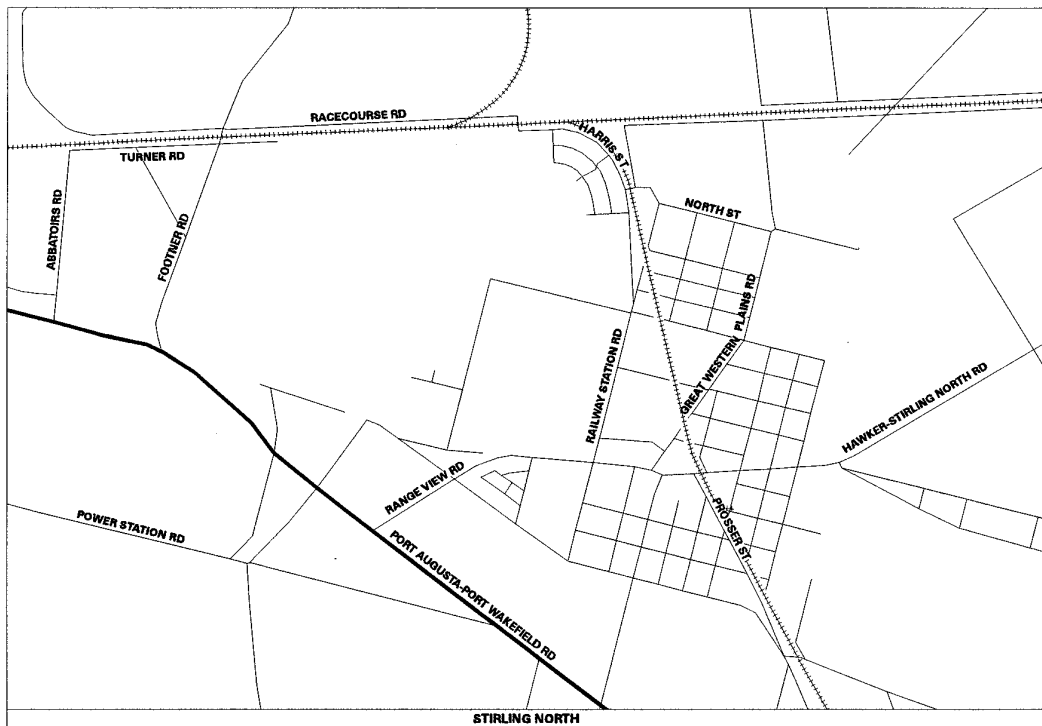 RACECOURSE RD
HARRIS ST
TURNER RD
ABBATOIRS RD
FOOTNER RD
NORTH ST
GREAT WESTERN PLAINS RD
RAILWAY STATION RD
HAWKER-STIRLING NORTH RD
RANGE VIEW RD
POWER STATION RD
PROSSER ST
PORT AUGUSTA-PORT WAKEFIELD RD
STIRLING NORTH